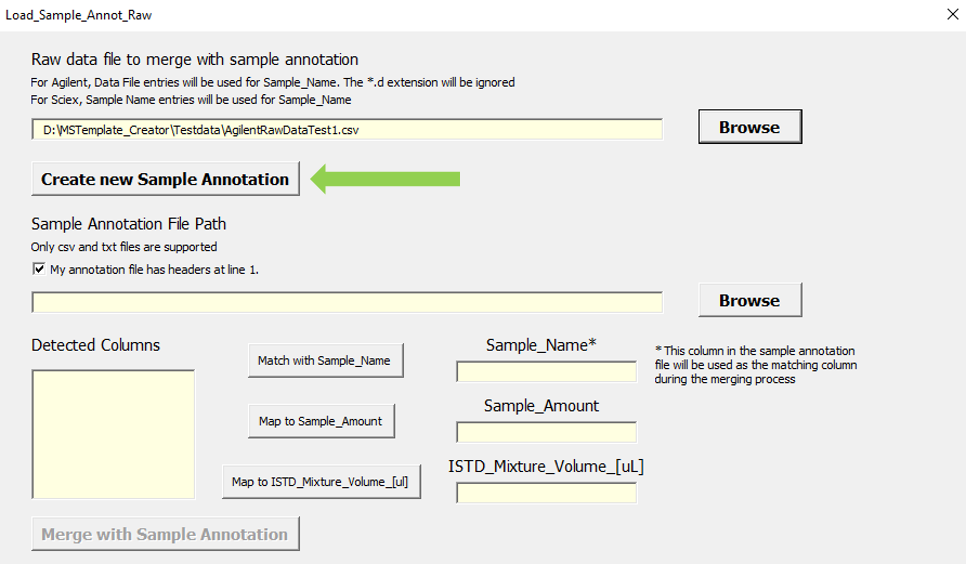 Load_Sample_Annot_Raw
Raw data file to merge with sample annotation
For Agilent, Data File entries will be used for Sample_Name. The *.d extension will be ignored
For Sciex, Sample Name entries will be used for Sample_Name
D:\MSTemplate_Creator\Testdata\AgilentRawDataTest1.csv
Browse
Create new Sample Annotation
Sample Annotation File Path
Only csv and txt files are supported
My annotation file has headers at line 1.
Browse
Detected Columns
Match with Sample_Name
Sample_Name*
* This column in the sample annotation
file will be used as the matching column
during the merging process
Map to Sample_Amount
Sample_Amount
Map to ISTD_Mixture_Volume_[ul]
ISTD_Mixture_Volume_[uL]
Merge with Sample Annotation